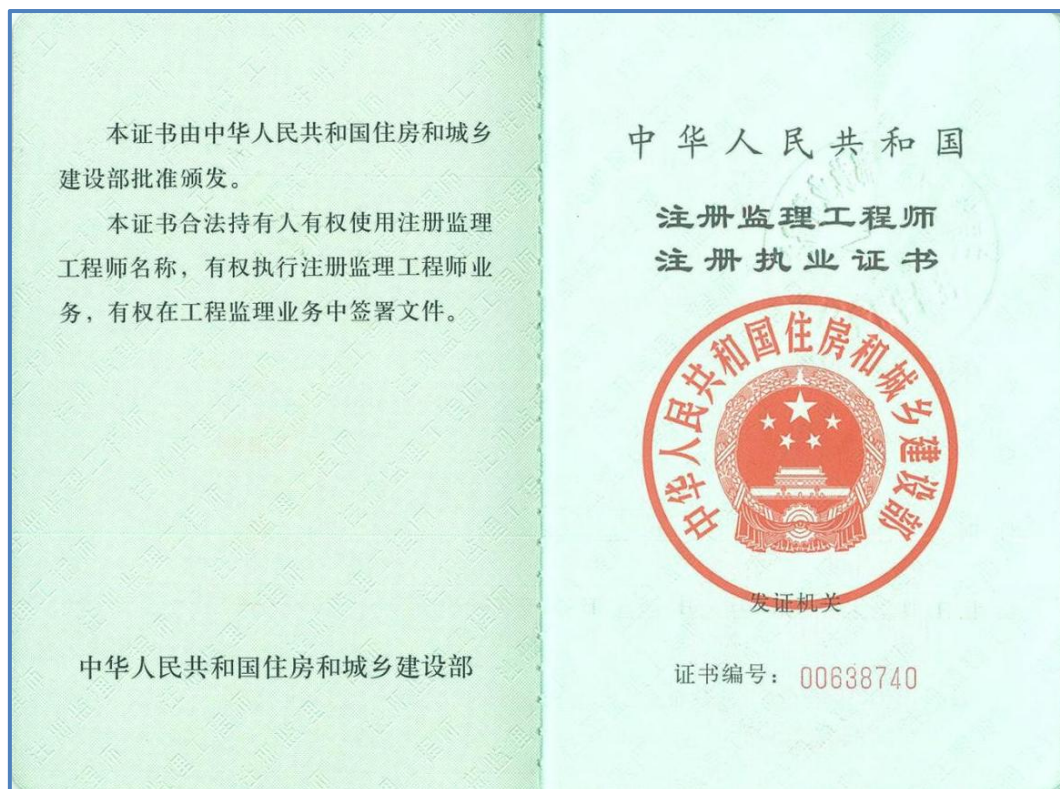 本证书由中华人民共和国住房和城乡
建设部批准颁发。
本证书合法持有人有权使用注册监理
工程师名称，有权执行注册监理工程师业
务，有权在工程监理业务中签署文件。
中华人民共和国住房和城乡建设部
中华人民共和国
注册监理工程师
注册执业证书
中华人民共和国住房和城乡建设部
发证机关
证书编号：00638740